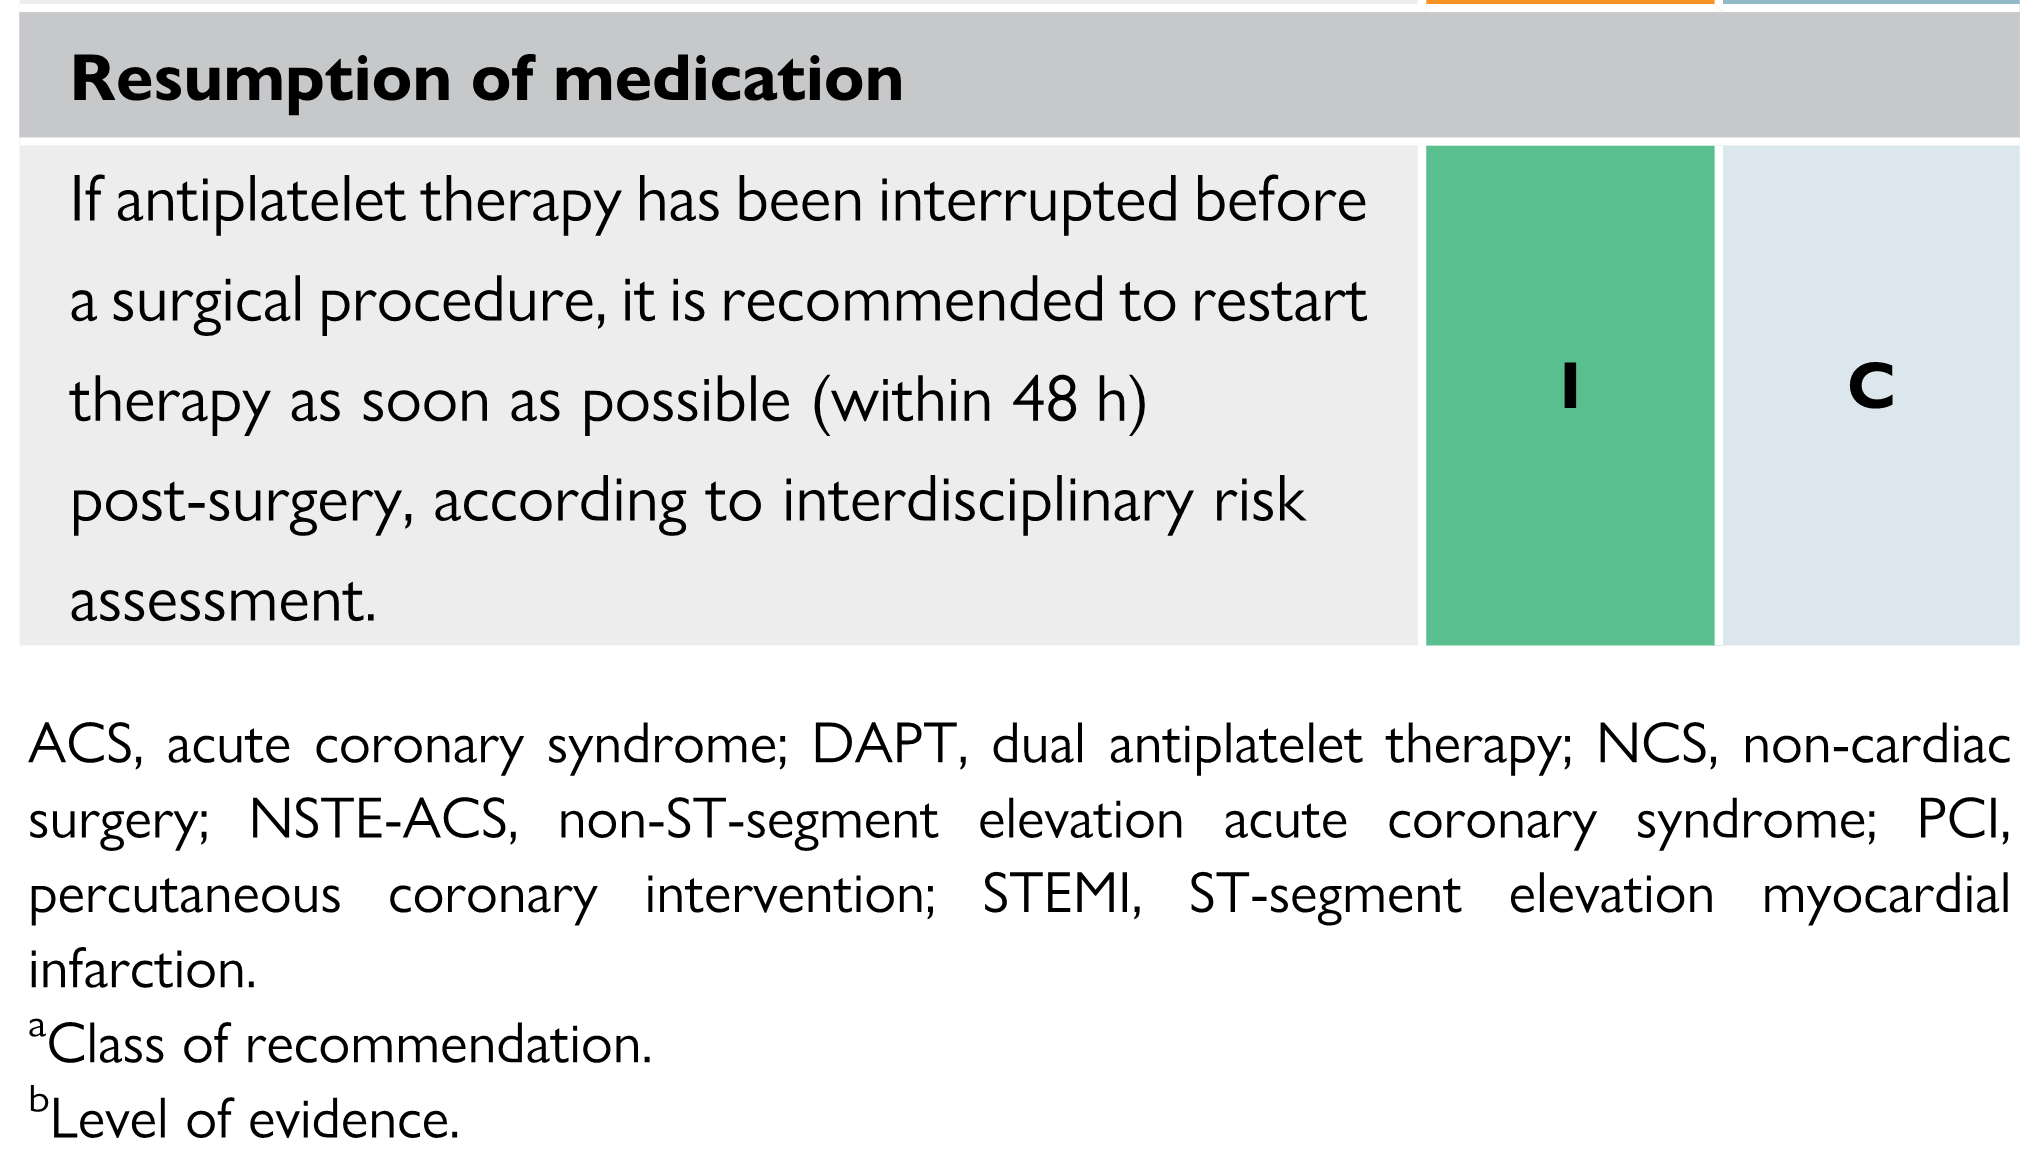 Resumption of medication
If antiplatelet therapy has been interrupted before
a surgical procedure, it is recommended to restart
therapy as soon as possible (within 48 h)
post-surgery, according to interdisciplinary risk
assessment.
I
C
ACS, acute coronary syndrome; DAPT, dual antiplatelet therapy; NCS, non-cardiac
surgery; NSTE-ACS, non-ST-segment elevation acute coronary syndrome; PCI,
percutaneous coronary intervention; STEMI, ST-segment elevation myocardial
infarction.
aClass of recommendation.
bLevel of evidence.